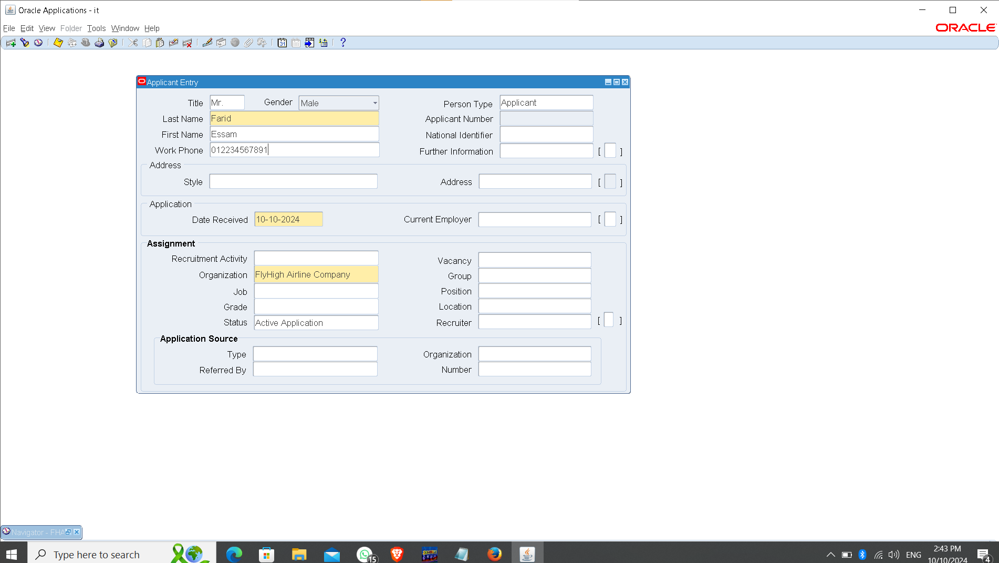 Oracle Applications - it
File Edit View Folder Tools Window Help
ORACLE
31
?
Applicant Entry
Title Mr. Gender Male Person Type Applicant
Last Name Farid Applicant Number
First Name Essam National Identifier
Work Phone 012234567891 Further Information [ ]
Address
Style Address [ ]
Application
Date Received 10-10-2024 Current Employer [ ]
Assignment
Recruitment Activity Vacancy
Organization FlyHigh Airline Company Group
Job Position
Grade Location
Status Active Application Recruiter [ ]
Application Source
Type Organization
Referred By Number
Navigator - FHA
Type here to search
15
ENG
2:43 PM
10/10/2024
4